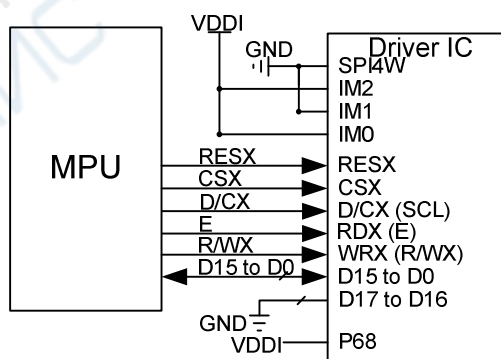 VDDI
GND
Driver IC
SPI4W
IM2
IM1
IM0
MPU
RESX
RESX
CSX
CSX
D/CX
D/CX (SCL)
E
RDX (E)
R/WX
WRX (R/WX)
D15 to D0
D15 to D0
D17 to D16
GND
VDDI
P68